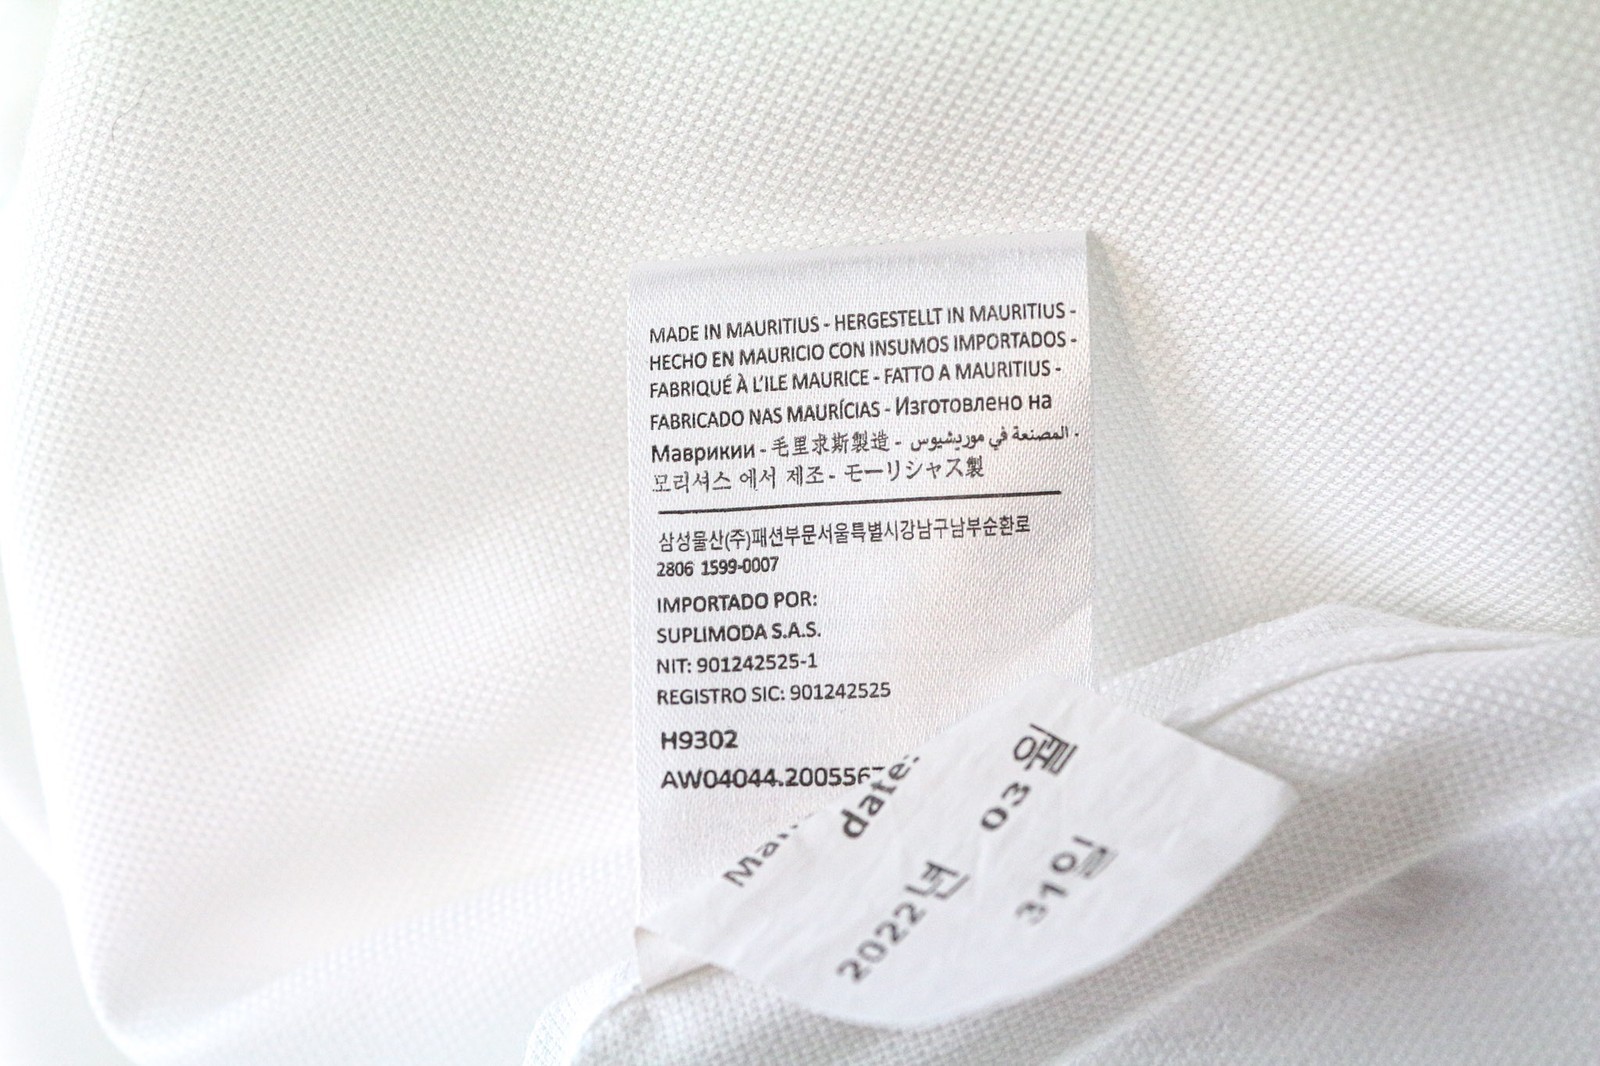 MADE IN MAURITIUS - HERGESTELLT IN MAURITIUS -
HECHO EN MAURICIO CON INSUMOS IMPORTADOS -
FABRIQUÉ À L'ILE MAURICE - FATTO A MAURITIUS -
FABRICADO NAS MAURÍCIAS - Изготовлено на
Маврикии - 毛里求斯製造 - المصنعة في موريشيوس -
모리셔스 에서 제조 - モーリシャス製
삼성물산(주)패션부문서울특별시강남구남부순환로
2806 1599-0007
IMPORTADO POR:
SUPLIMODA S.A.S.
NIT: 901242525-1
REGISTRO SIC: 901242525
H9302
date:
2022년 03월
31일